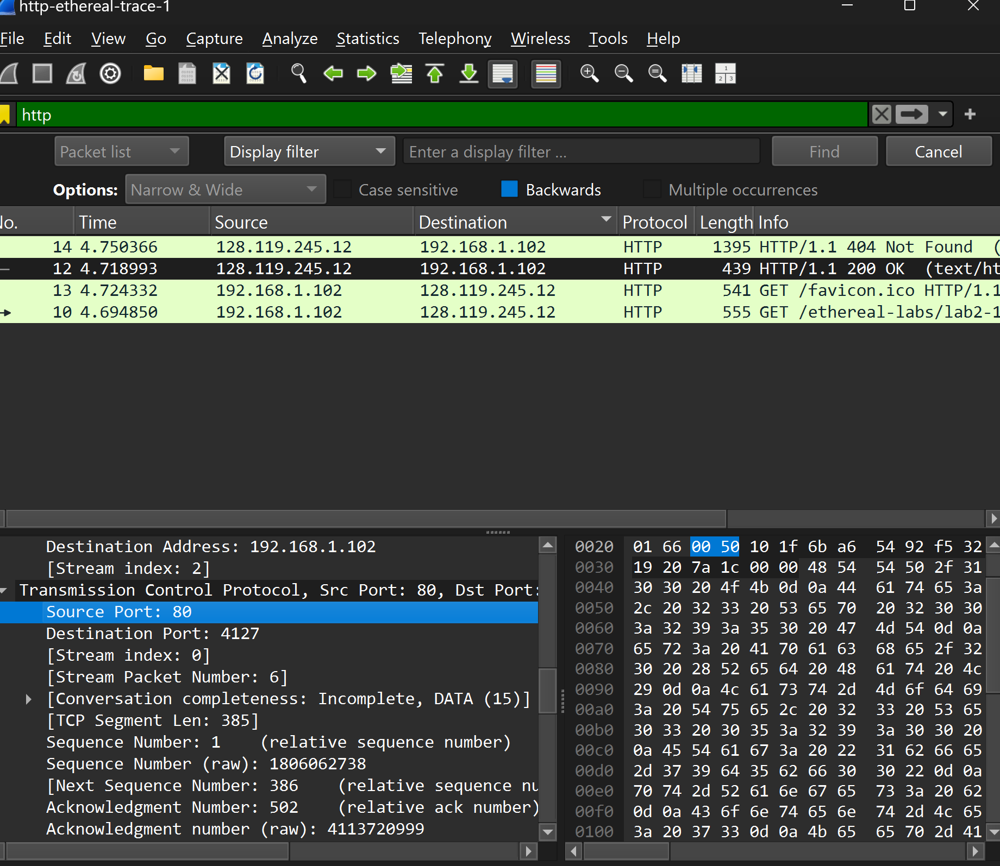 http-ethereal-trace-1
File Edit View Go Capture Analyze Statistics Telephony Wireless Tools Help
1
2 3
http
Packet list Display filter Enter a display filter ... Find Cancel
Options: Narrow & Wide Case sensitive Backwards Multiple occurrences
No. Time Source Destination Protocol Length Info
14 4.750366 128.119.245.12 192.168.1.102 HTTP 1395 HTTP/1.1 404 Not Found (
12 4.718993 128.119.245.12 192.168.1.102 HTTP 439 HTTP/1.1 200 OK (text/ht
13 4.724332 192.168.1.102 128.119.245.12 HTTP 541 GET /favicon.ico HTTP/1.1
10 4.694850 192.168.1.102 128.119.245.12 HTTP 555 GET /ethereal-labs/lab2-1
Destination Address: 192.168.1.102
[Stream index: 2]
Transmission Control Protocol, Src Port: 80, Dst Port:
Source Port: 80
Destination Port: 4127
[Stream index: 0]
[Stream Packet Number: 6]
[Conversation completeness: Incomplete, DATA (15)]
[TCP Segment Len: 385]
Sequence Number: 1 (relative sequence number)
Sequence Number (raw): 1806062738
[Next Sequence Number: 386 (relative sequence nu
Acknowledgment Number: 502 (relative ack number)
Acknowledgment number (raw): 4113720999
0020 01 66 00 50 10 1f 6b a6 54 92 f5 32
0030 19 20 7a 1c 00 00 48 54 54 50 2f 31
0040 30 30 20 4f 4b 0d 0a 44 61 74 65 3a
0050 2c 20 32 33 20 53 65 70 20 32 30 30
0060 3a 32 39 3a 35 30 20 47 4d 54 0d 0a
0070 65 72 3a 20 41 70 61 63 68 65 2f 32
0080 30 20 28 52 65 64 20 48 61 74 20 4c
0090 29 0d 0a 4c 61 73 74 2d 4d 6f 64 69
00a0 3a 20 54 75 65 2c 20 32 33 20 53 65
00b0 30 33 20 30 35 3a 32 39 3a 30 30 20
00c0 0a 45 54 61 67 3a 20 22 31 62 66 65
00d0 2d 37 39 64 35 62 66 30 30 22 0d 0a
00e0 70 74 2d 52 61 6e 67 65 73 3a 20 62
00f0 0d 0a 43 6f 6e 74 65 6e 74 2d 4c 65
0100 3a 20 37 33 0d 0a 4b 65 65 70 2d 41